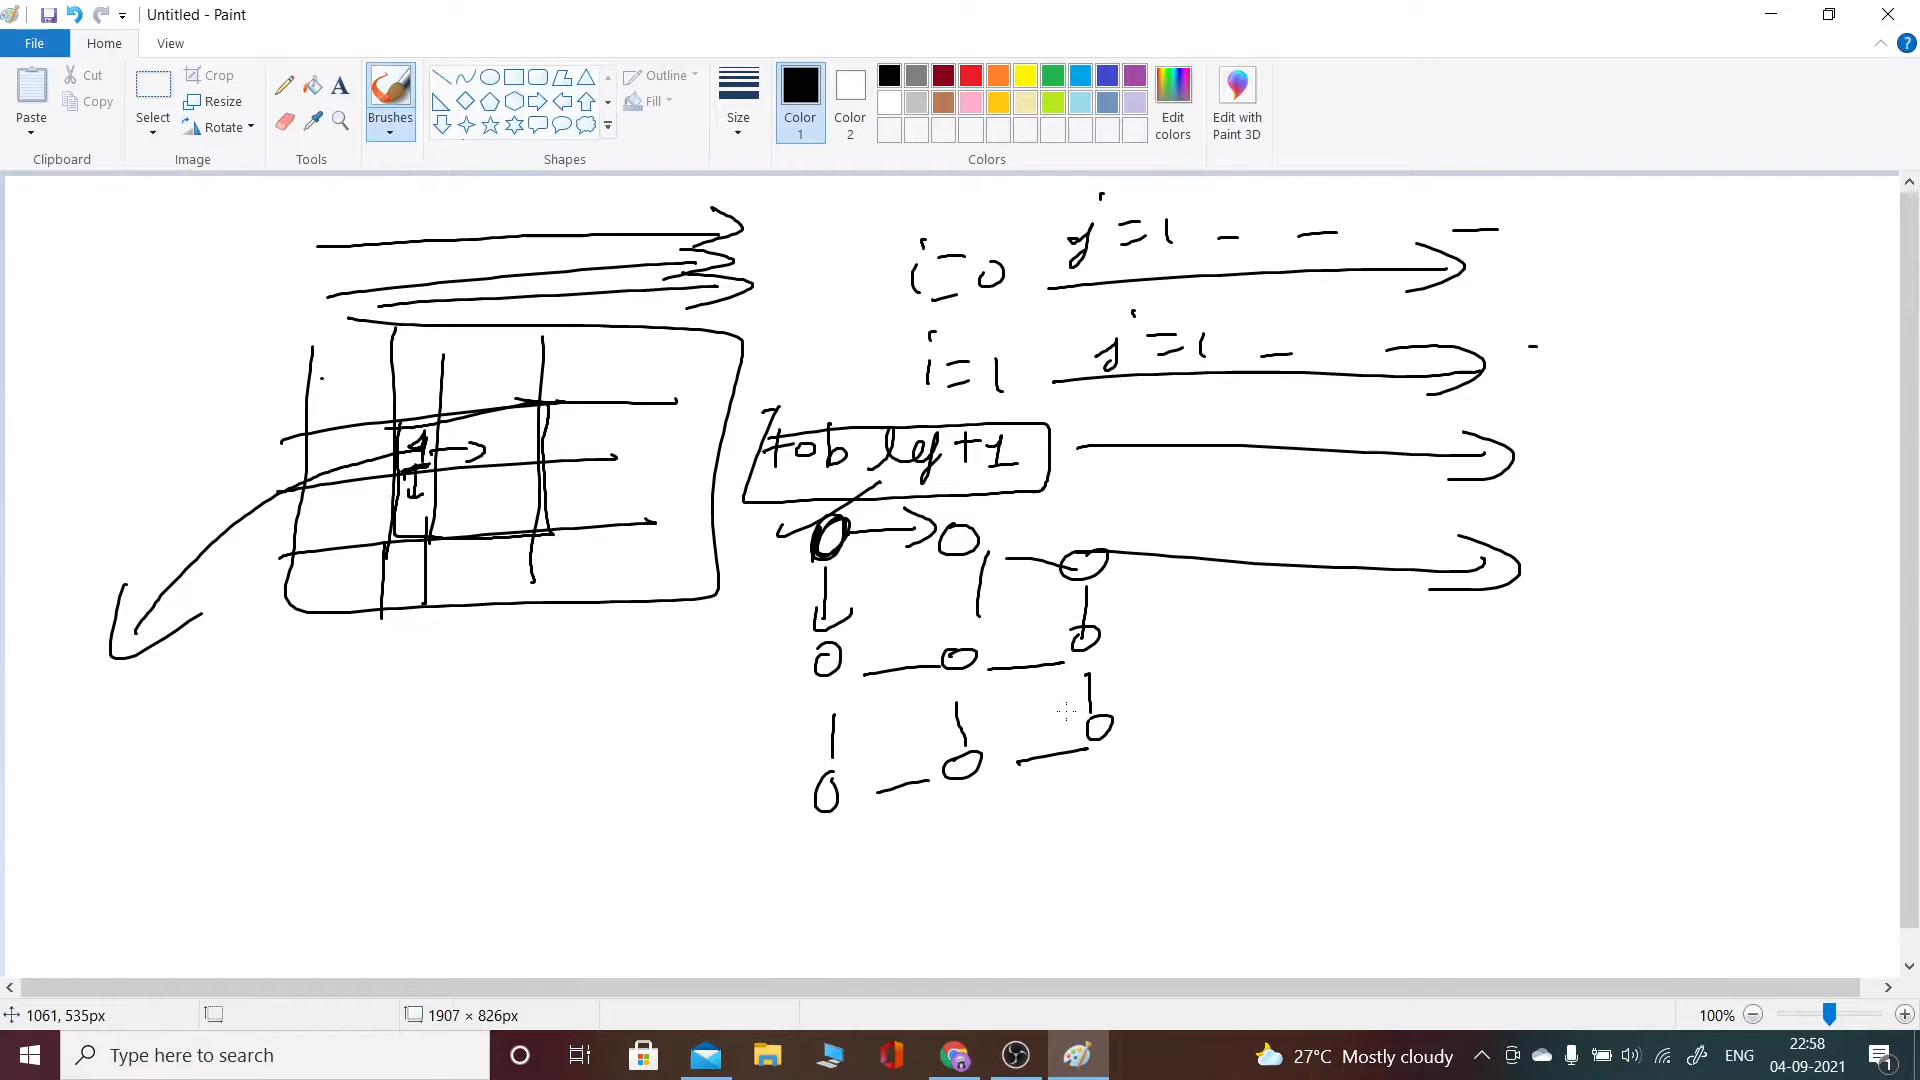 Untitled - Paint
File Home View
Paste
Cut
Copy
Clipboard
Select
Crop
Resize
Rotate
Image
Tools
Brushes
Shapes
Outline
Fill
Size
Color 1
Color 2
Colors
Edit colors
Edit with Paint 3D
j=1 - - -
i=0
j=1 -
i=1
1
top left 1
1061, 535px
1907 × 826px
100%
Type here to search
27°C Mostly cloudy
ENG
22:58
04-09-2021
1